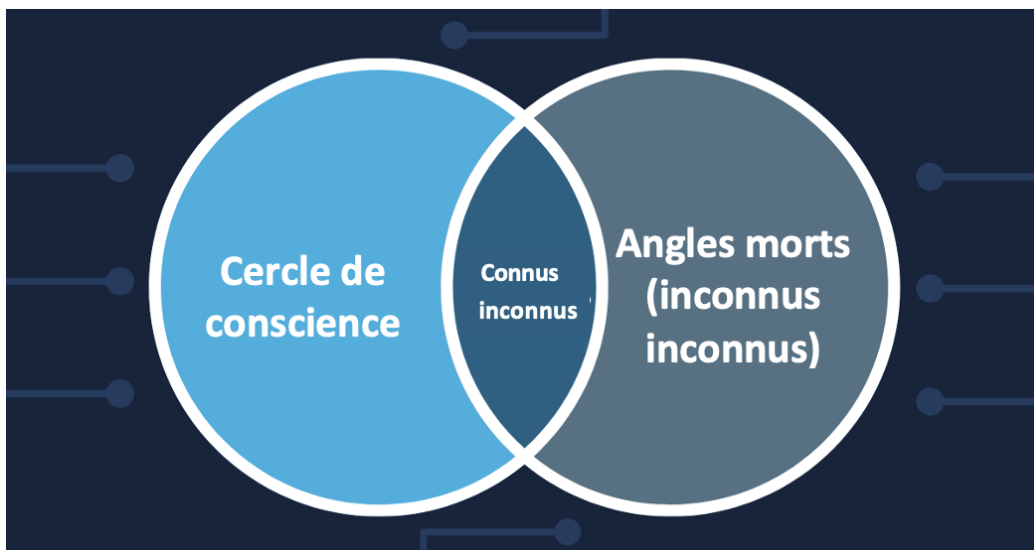 Cercle de
conscience
Connus
inconnus
Angles morts
(inconnus
inconnus)